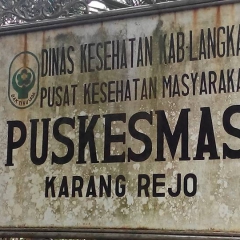 DINAS KESEHATAN KAB·LANGKA
PUSAT KESEHATAN MASYARAKA
PUSKESMAS
KARANG REJO